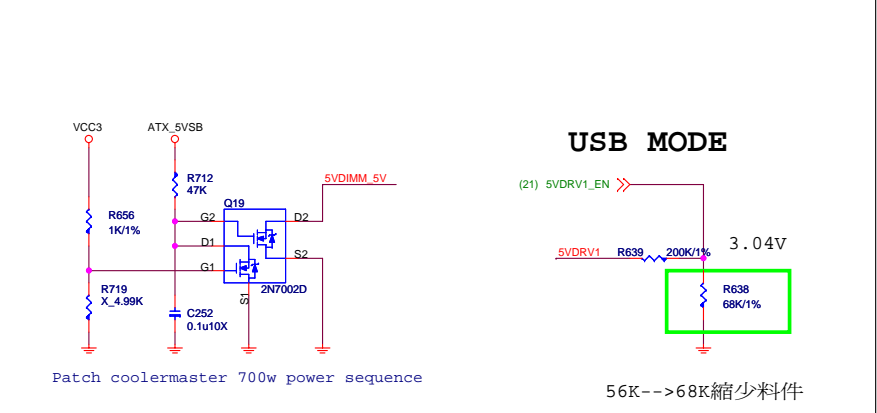 VCC3
ATX_5VSB
R712
47K
Q19
5VDIMM_5V
R656
1K/1%
G2
D2
D1
S2
G1
R719
X_4.99K
S1
2N7002D
C252
0.1u10X
Patch coolermaster 700w power sequence
USB MODE
(21) 5VDRV1_EN
3.04V
5VDRV1
R639
200K/1%
R638
68K/1%
56K-->68K縮少料件